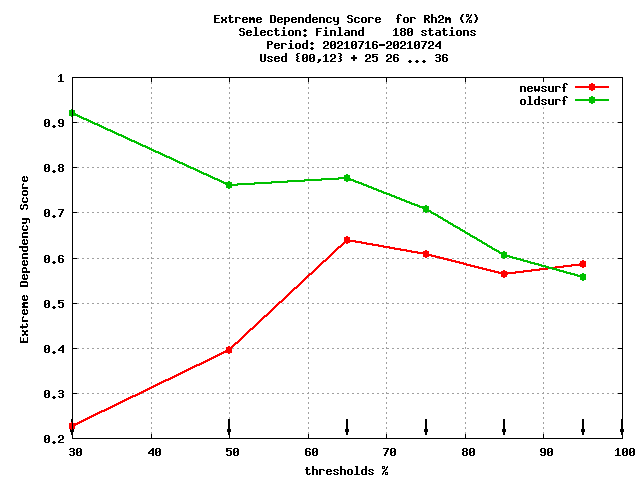 Extreme Dependency Score  for Rh2m (%)
Selection: Finland    180 stations
Period: 20210716-20210724
Used {00,12} + 25 26 ... 36
1
newsurf
oldsurf
0.9
0.8
0.7
0.6
0.5
0.4
0.3
0.2
Extreme Dependency Score
30 40 50 60 70 80 90 100
thresholds %